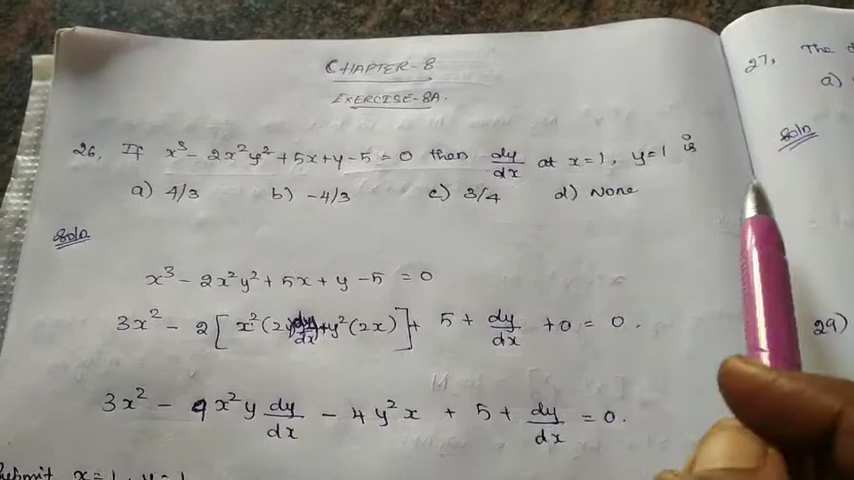 CHAPTER-8
EXERCISE-8A.
26, If x³ - 2x²y² + 5x + y - 5 = 0 then dy/dx at x=1, y=1 is
a) 4/3 b) -4/3 c) 3/4 d) None
Soln
x³ - 2x²y² + 5x + y - 5 = 0
3x² - 2[x²(2y)dy/dx + y²(2x)] + 5 + dy/dx + 0 = 0.
3x² - 4x²y dy/dx - 4y²x + 5 + dy/dx = 0.
x=1, y=1
27, The
a)
Soln
29)